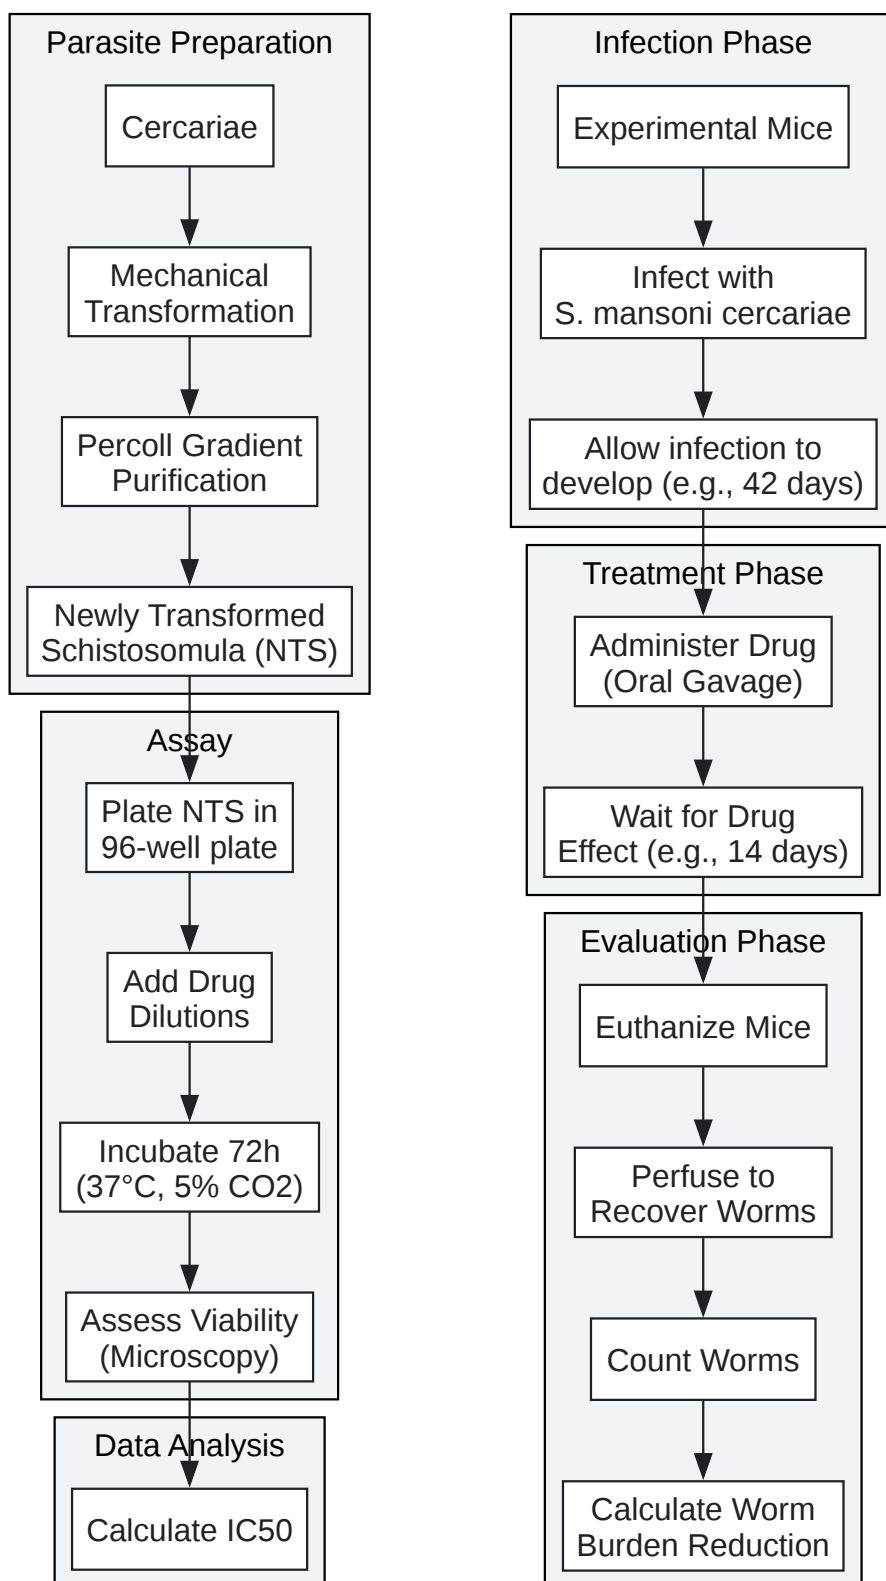 Parasite Preparation
Cercariae
Mechanical
Transformation
Percoll Gradient
Purification
Newly Transformed
Schistosomula (NTS)
Assay
Plate NTS in
96-well plate
Add Drug
Dilutions
Incubate 72h
(37°C, 5% CO2)
Assess Viability
(Microscopy)
Data Analysis
Calculate IC50
Infection Phase
Experimental Mice
Infect with
S. mansoni cercariae
Allow infection to
develop (e.g., 42 days)
Treatment Phase
Administer Drug
(Oral Gavage)
Wait for Drug
Effect (e.g., 14 days)
Evaluation Phase
Euthanize Mice
Perfuse to
Recover Worms
Count Worms
Calculate Worm
Burden Reduction